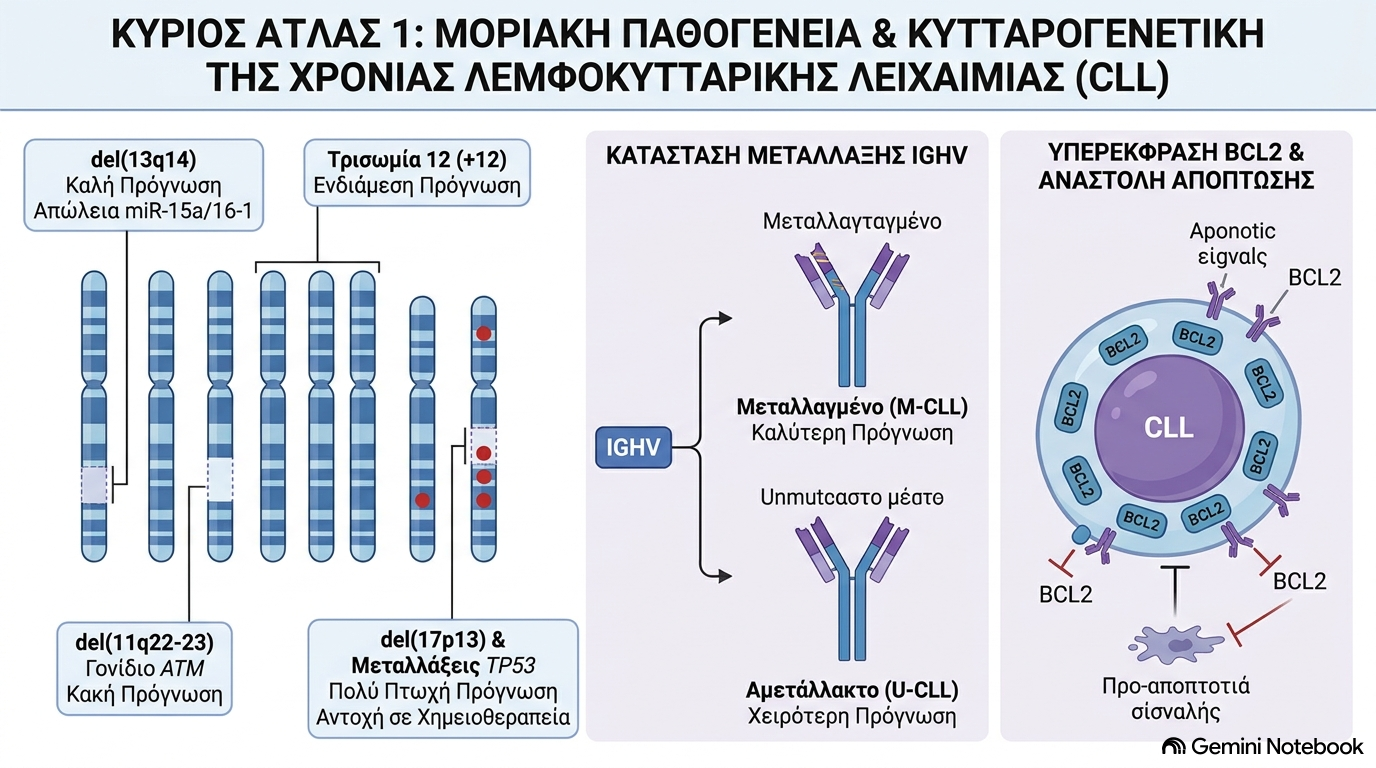 ΚΥΡΙΟΣ ΑΤΛΑΣ 1: ΜΟΡΙΑΚΗ ΠΑΘΟΓΕΝΕΙΑ & ΚΥΤΤΑΡΟΓΕΝΕΤΙΚΗ
ΤΗΣ ΧΡΟΝΙΑΣ ΛΕΜΦΟΚΥΤΤΑΡΙΚΗΣ ΛΕΙΧΑΙΜΙΑΣ (CLL)
del(13q14)
Καλή Πρόγνωση
Απώλεια miR-15a/16-1
Τρισωμία 12 (+12)
Ενδιάμεση Πρόγνωση
del(11q22-23)
Γονίδιο ATM
Κακή Πρόγνωση
del(17p13) &
Μεταλλάξεις TP53
Πολύ Πτωχή Πρόγνωση
Αντοχή σε Χημειοθεραπεία
ΚΑΤΑΣΤΑΣΗ ΜΕΤΑΛΛΑΞΗΣ IGHV
Μεταλλαγταγμένο
IGHV
Μεταλλαγμένο (M-CLL)
Καλύτερη Πρόγνωση
Unmutcαστο μέστο
Αμετάλλακτο (U-CLL)
Χειρότερη Πρόγνωση
ΥΠΕΡΕΚΦΡΑΣΗ BCL2 &
ΑΝΑΣΤΟΛΗ ΑΠΟΠΤΩΣΗΣ
Aponotic
eigvalς
BCL2
BCL2
BCL2
BCL2
BCL2
CLL
BCL2
BCL2
BCL2
BCL2
BCL2
BCL2
Προ-αποπτοτιά
σίσναλής
Gemini Notebook